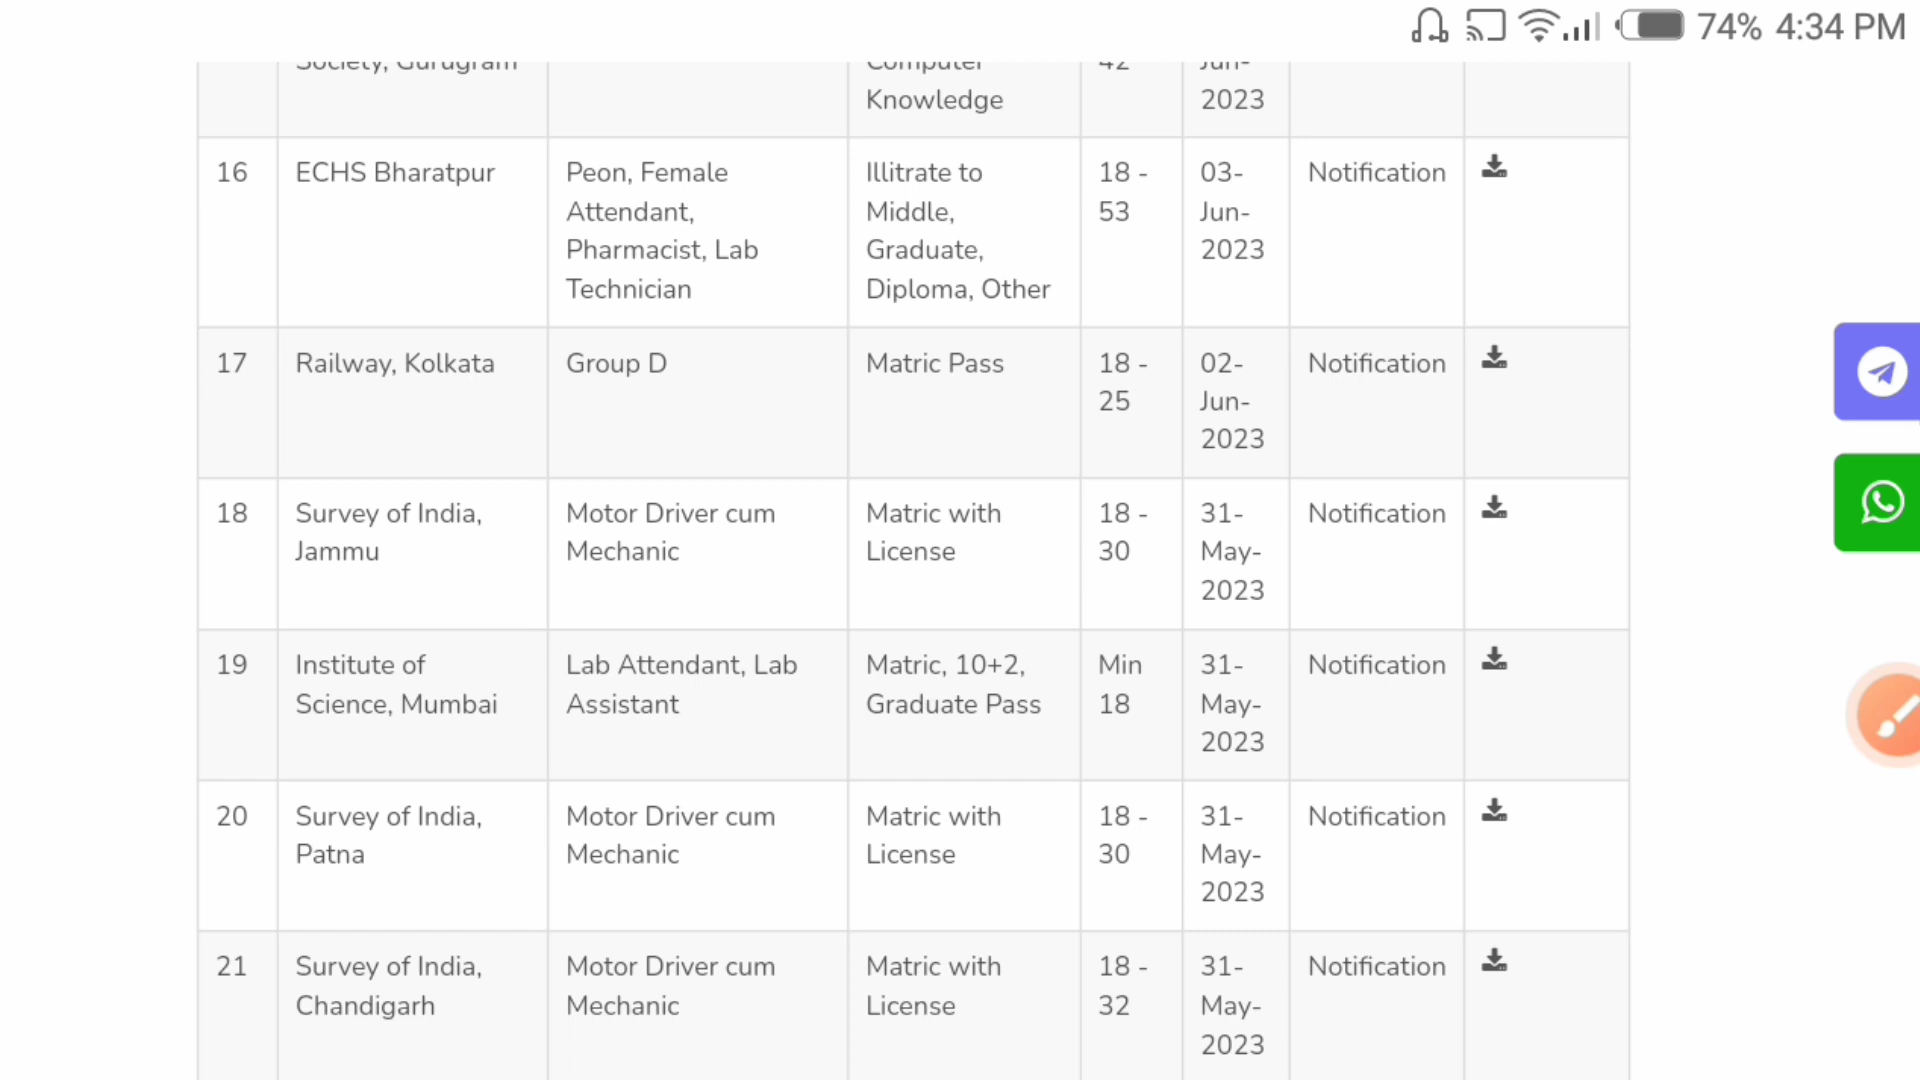 74% 4:34 PM
Society, Gurugram Computer 42 Jun-
Knowledge 2023
16 ECHS Bharatpur Peon, Female Illitrate to 18 - 03- Notification
Attendant, Middle, 53 Jun-
Pharmacist, Lab Graduate, 2023
Technician Diploma, Other
17 Railway, Kolkata Group D Matric Pass 18 - 02- Notification
25 Jun-
2023
18 Survey of India, Motor Driver cum Matric with 18 - 31- Notification
Jammu Mechanic License 30 May-
2023
19 Institute of Lab Attendant, Lab Matric, 10+2, Min 31- Notification
Science, Mumbai Assistant Graduate Pass 18 May-
2023
20 Survey of India, Motor Driver cum Matric with 18 - 31- Notification
Patna Mechanic License 30 May-
2023
21 Survey of India, Motor Driver cum Matric with 18 - 31- Notification
Chandigarh Mechanic License 32 May-
2023